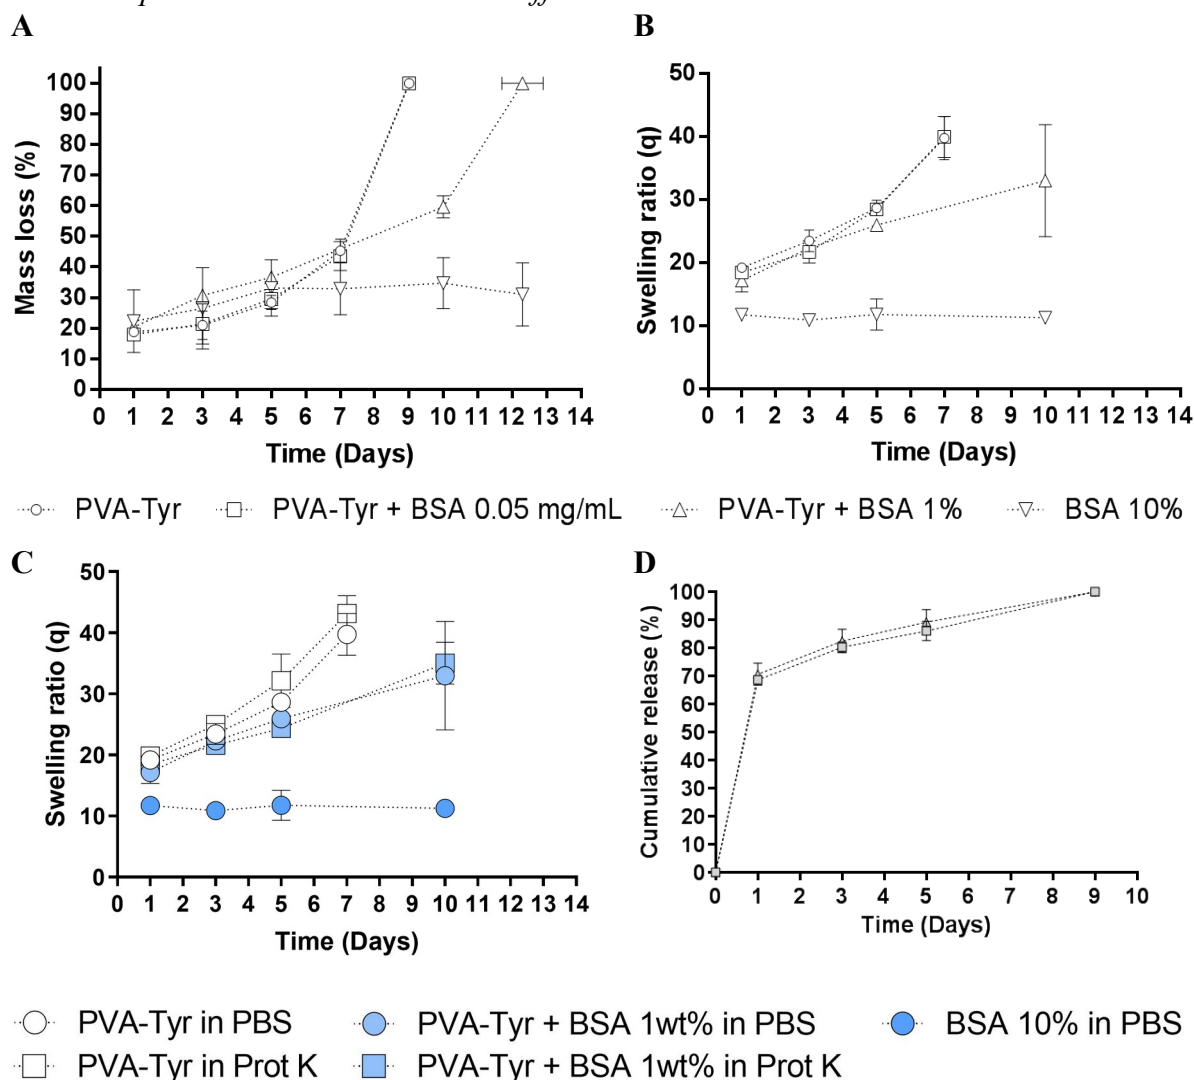 A
B
Mass loss (%)
100
90
80
70
60
50
40
30
20
10
0
0 1 2 3 4 5 6 7 8 9 10 11 12 13 14
Time (Days)
Swelling ratio (q)
50
40
30
20
10
0
0 1 2 3 4 5 6 7 8 9 10 11 12 13 14
Time (Days)
PVA-Tyr PVA-Tyr + BSA 0.05 mg/mL PVA-Tyr + BSA 1% BSA 10%
C
D
Swelling ratio (q)
50
40
30
20
10
0
0 1 2 3 4 5 6 7 8 9 10 11 12 13 14
Time (Days)
Cumulative release (%)
100
90
80
70
60
50
40
30
20
10
0
0 1 2 3 4 5 6 7 8 9 10
Time (Days)
PVA-Tyr in PBS PVA-Tyr + BSA 1wt% in PBS BSA 10% in PBS
PVA-Tyr in Prot K PVA-Tyr + BSA 1wt% in Prot K